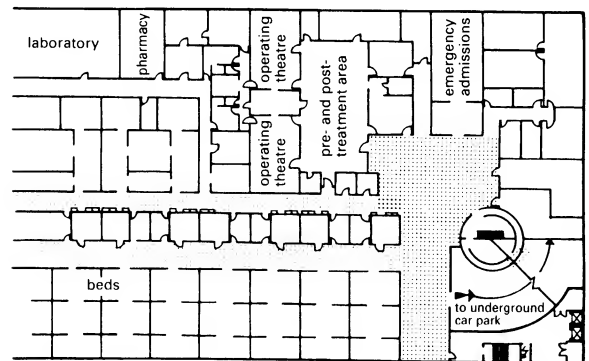 laboratory
pharmacy
operating
theatre
operating
theatre
pre- and post-
treatment area
emergency
admissions
beds
to underground
car park